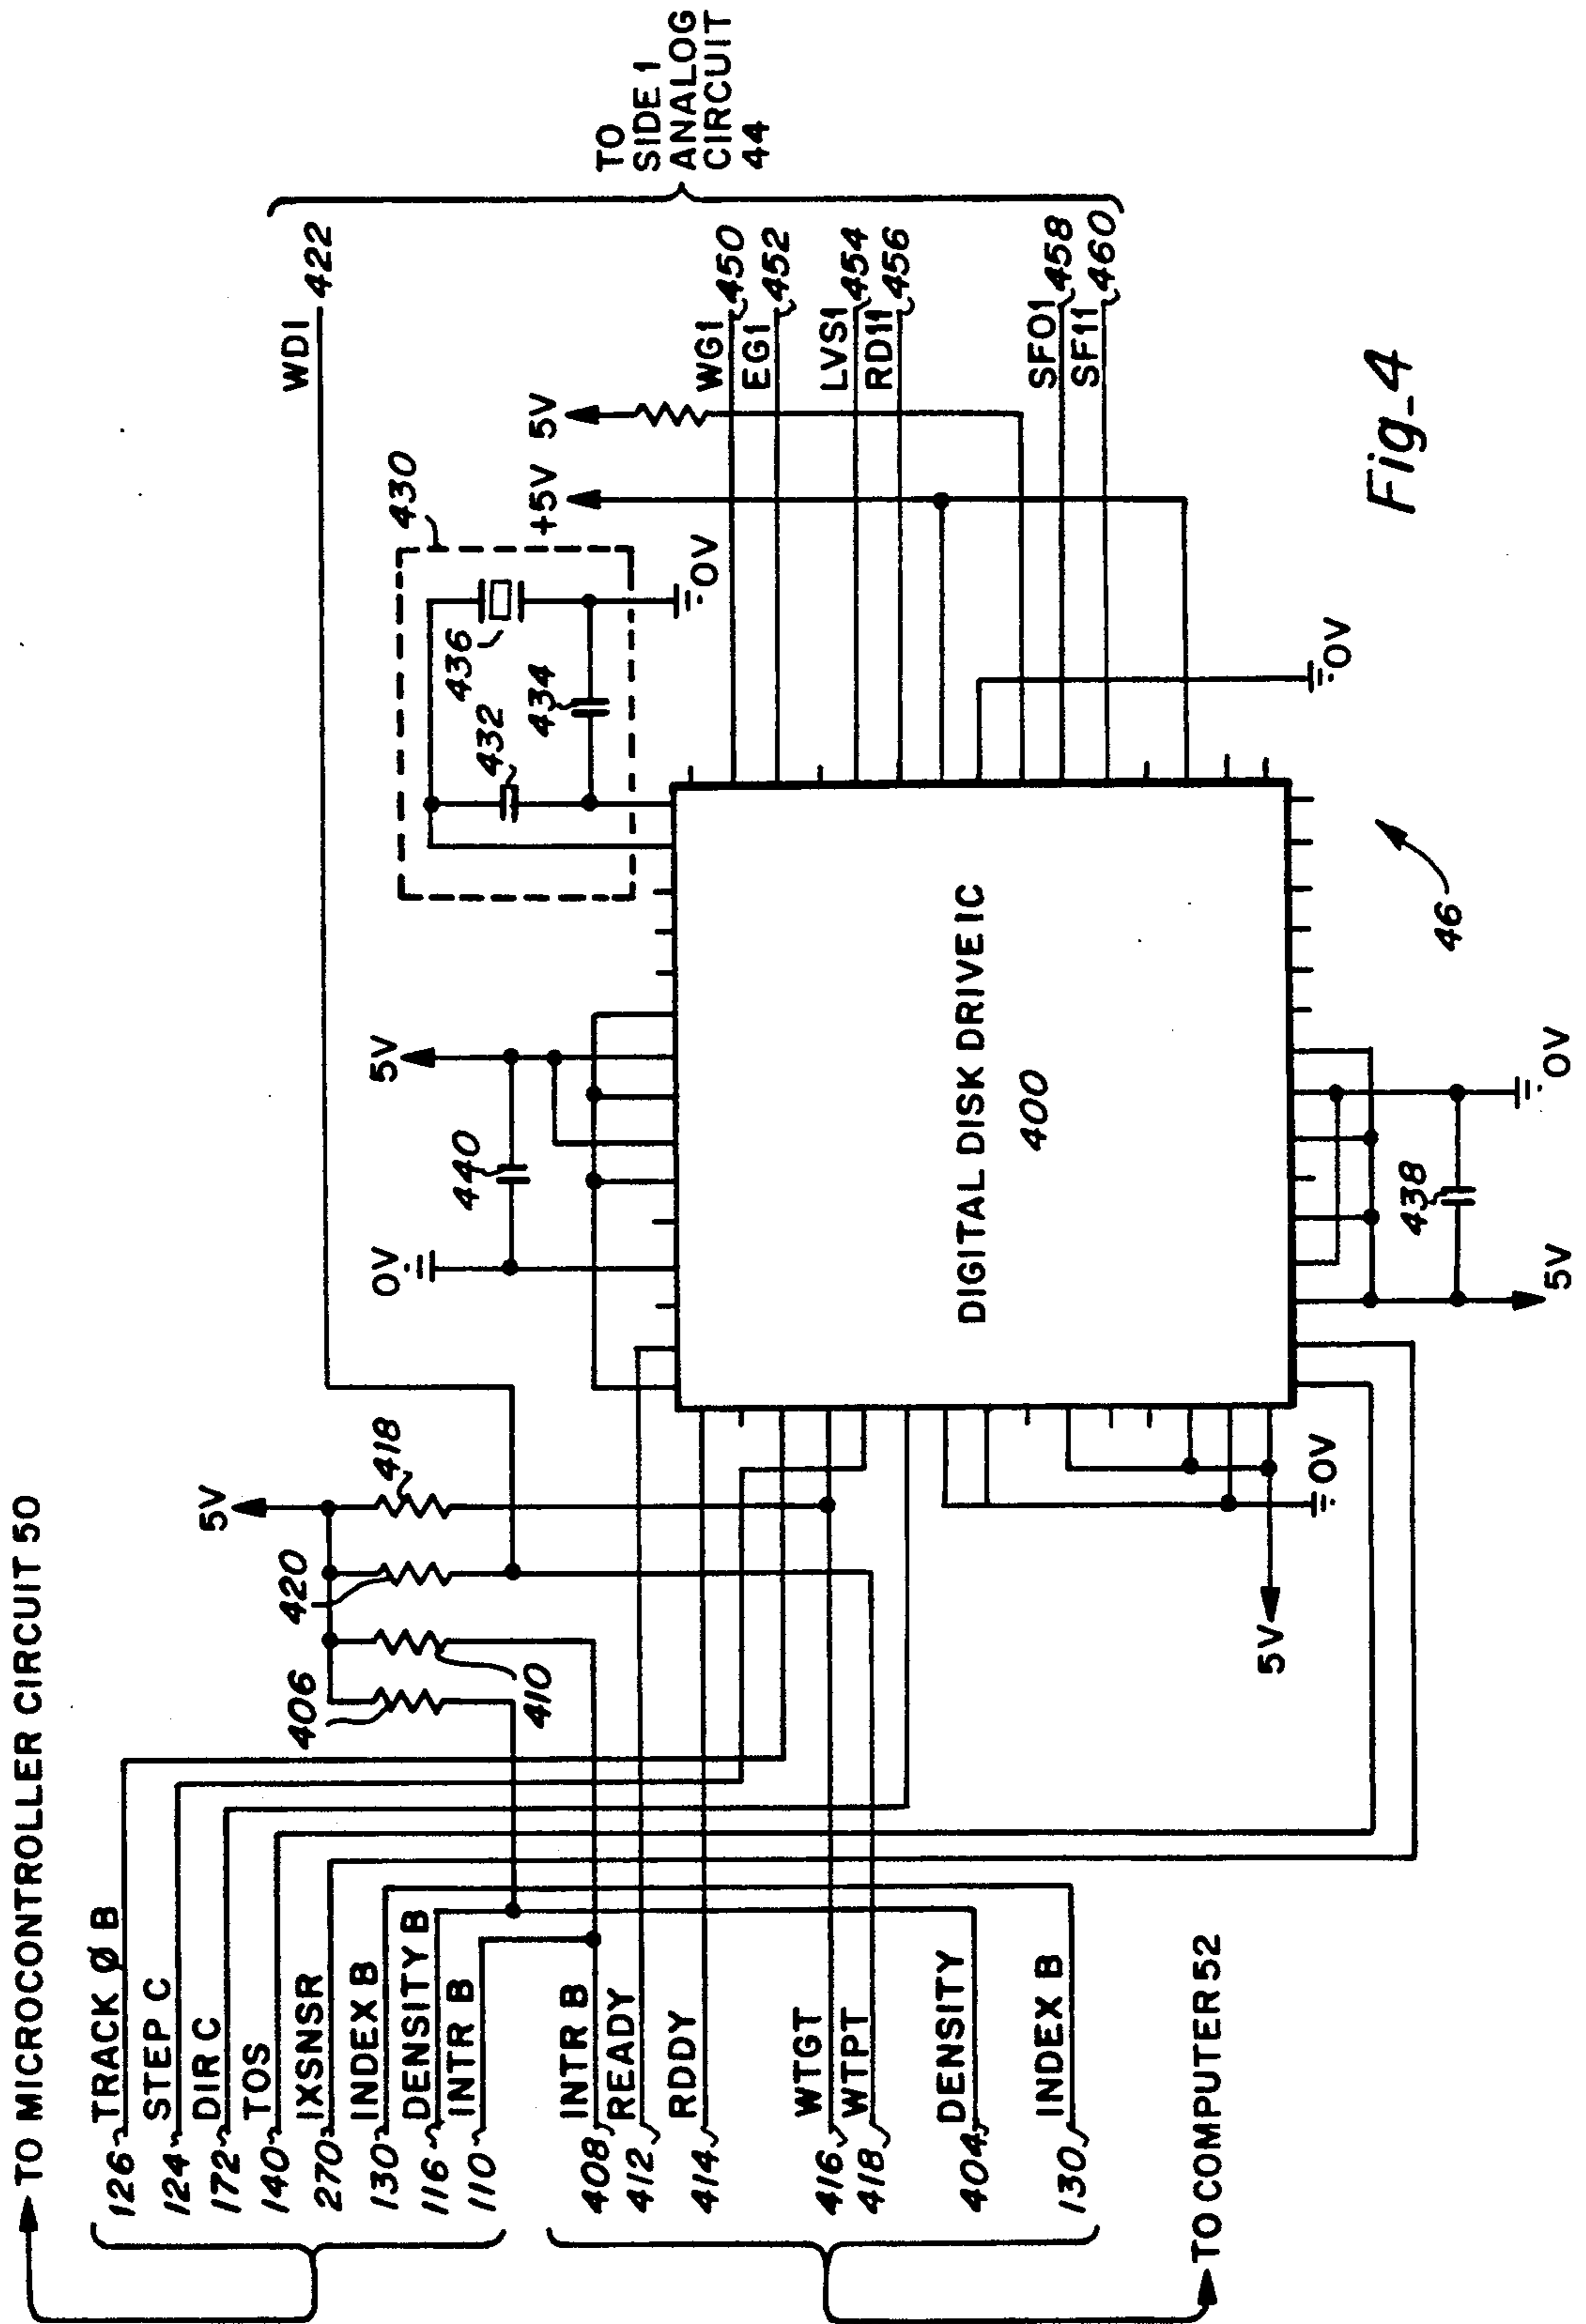 TO MICROCONTROLLER CIRCUIT 50
126 TRACK Ø B
124 STEP C
172 DIR C
140 TOS
270 IXSNSR
130 INDEX B
116 DENSITY B
110 INTR B
408 INTR B
412 READY
414 RDDY
416 WTGT
418 WTPT
404 DENSITY
130 INDEX B
TO COMPUTER 52
5V
406
410
420
418
0V
440
5V
430
432
434
436
0V
+5V
5V
WD1 422
WG1 450
EG1 452
LVS1 454
RD11 456
SF01 458
SF11 460
TO
SIDE 1
ANALOG
CIRCUIT
44
DIGITAL DISK DRIVE IC
400
5V
0V
5V
438
0V
0V
46
Fig_4